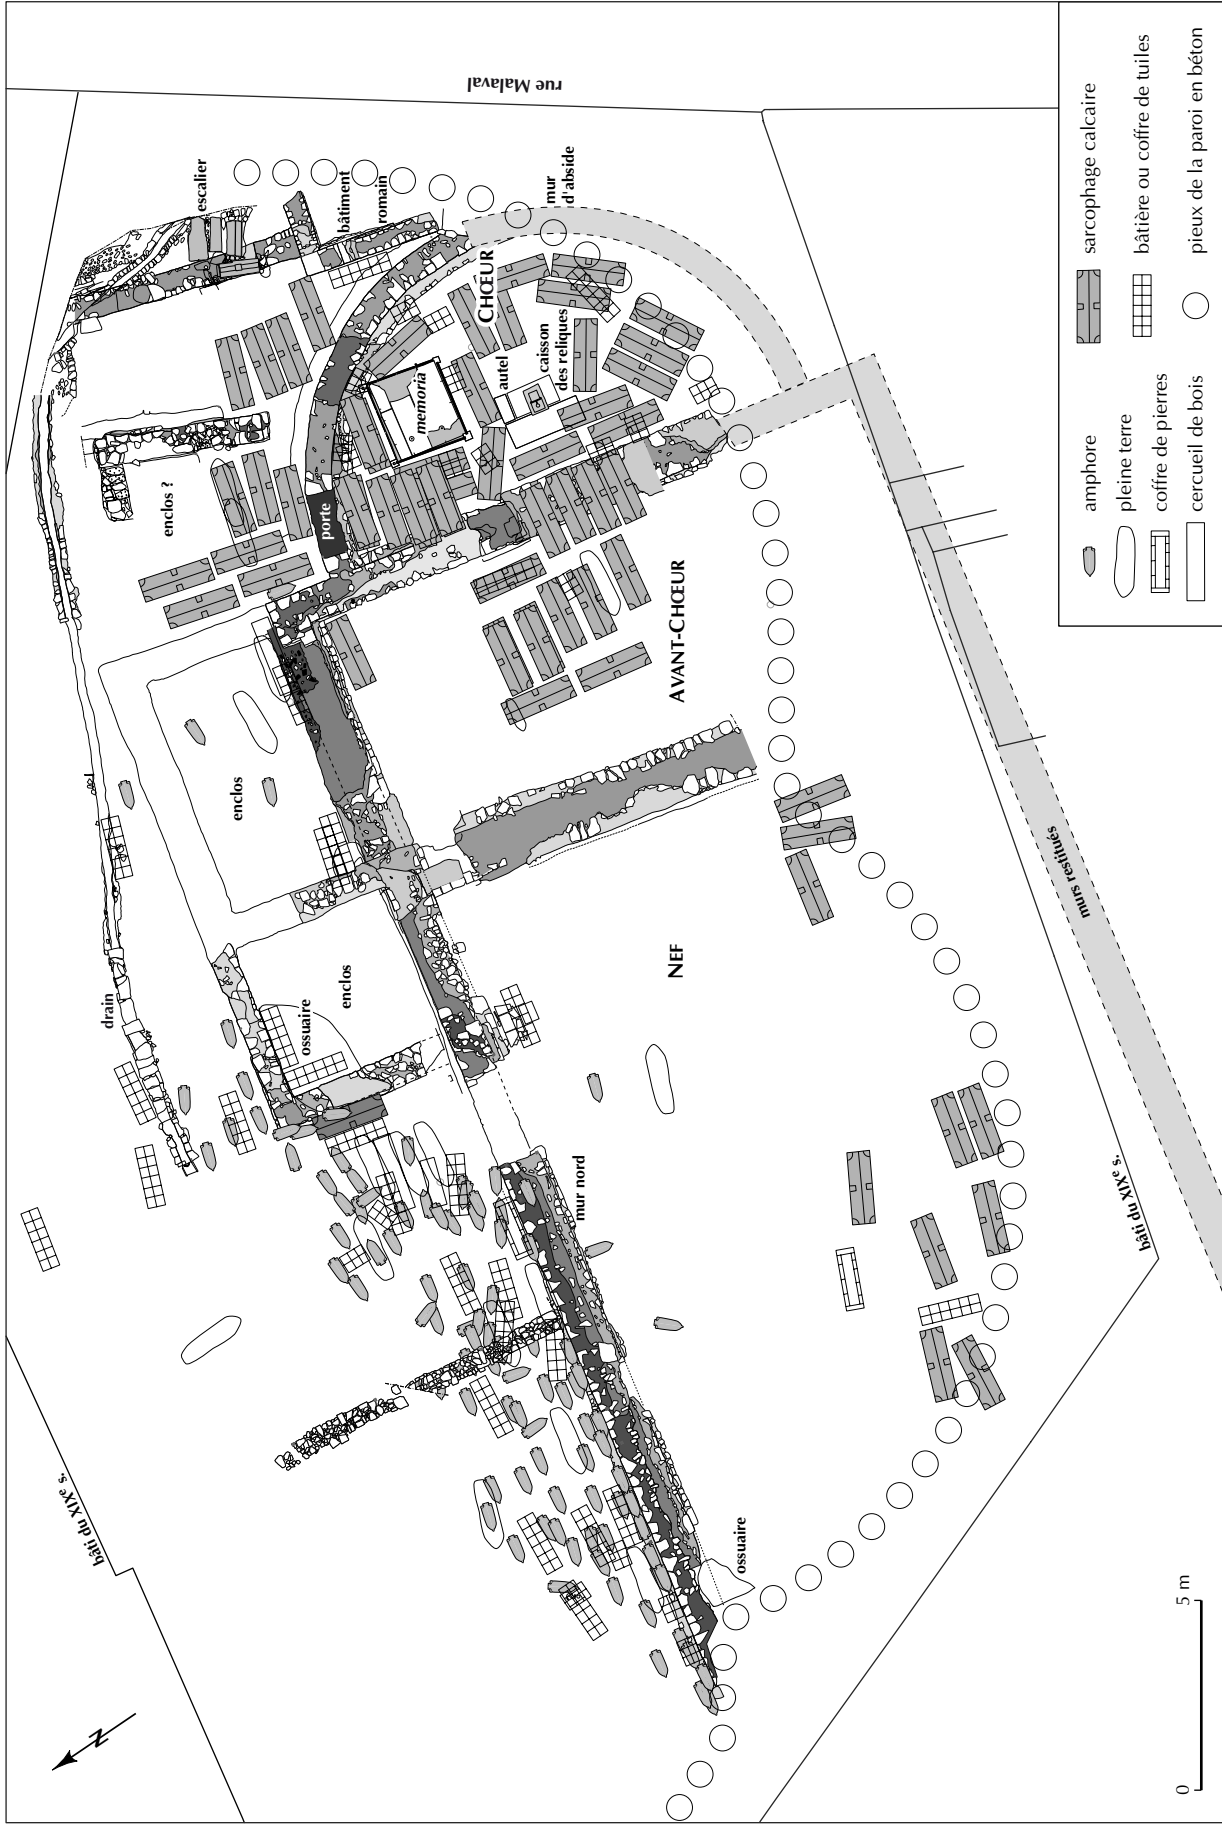 rue Malaval
escalier
bâtiment
romain
mur
d'abside
CHŒUR
memoria
autel
caisson
des reliques
porte
enclos ?
AVANT-CHŒUR
enclos
drain
ossuaire
enclos
NEF
mur nord
murs restitués
bâti du XIXe s.
bâti du XIXe s.
ossuaire
N
0
5 m
amphore
pleine terre
coffre de pierres
cercueil de bois
sarcophage calcaire
bâtière ou coffre de tuiles
pieux de la paroi en béton